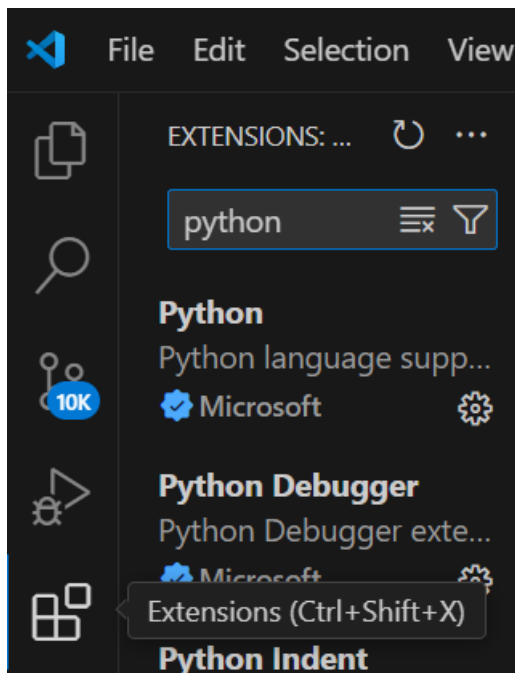 File Edit Selection View
EXTENSIONS: ...
python
Python
Python language supp...
Microsoft
10K
Python Debugger
Python Debugger exte...
Microsoft
Extensions (Ctrl+Shift+X)
Python Indent